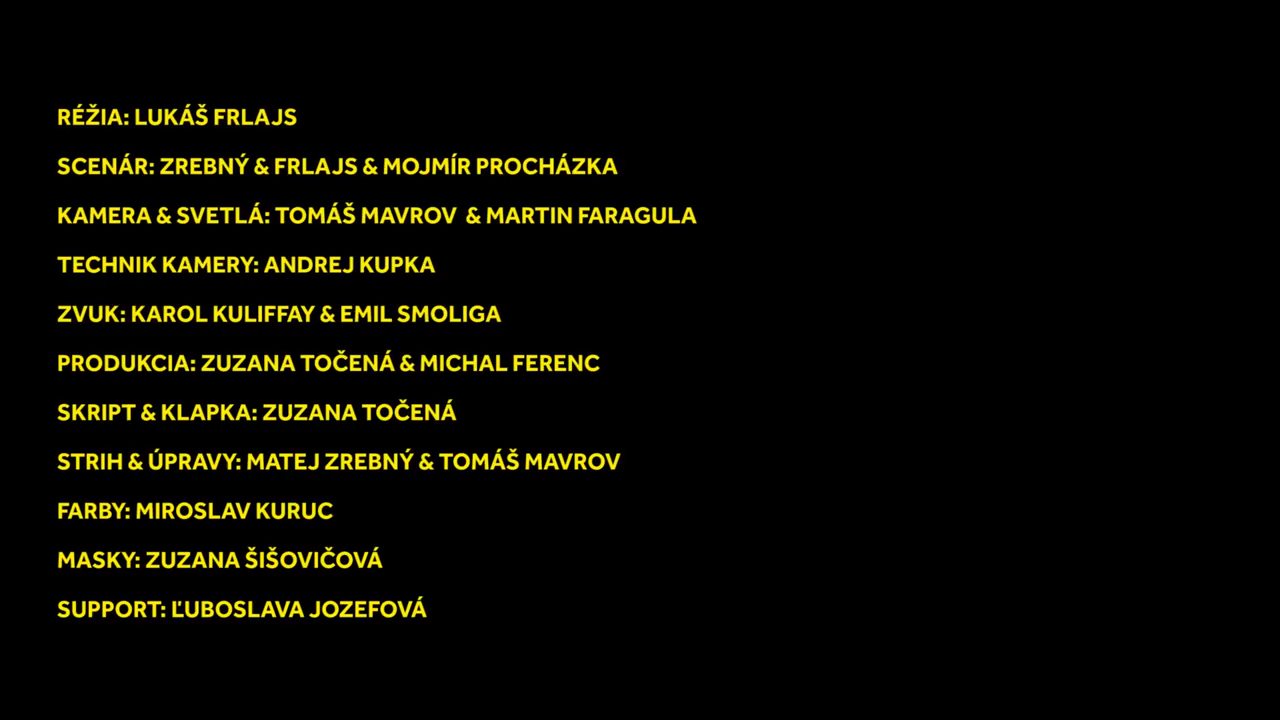 RÉŽIA: LUKÁŠ FRLAJS
SCENÁR: ZREBNÝ & FRLAJS & MOJMÍR PROCHÁZKA
KAMERA & SVETLÁ: TOMÁŠ MAVROV & MARTIN FARAGULA
TECHNIK KAMERY: ANDREJ KUPKA
ZVUK: KAROL KULIFFAY & EMIL SMOLIGA
PRODUKCIA: ZUZANA TOČENÁ & MICHAL FERENC
SKRIPT & KLAPKA: ZUZANA TOČENÁ
STRIH & ÚPRAVY: MATEJ ZREBNÝ & TOMÁŠ MAVROV
FARBY: MIROSLAV KURUC
MASKY: ZUZANA ŠIŠOVIČOVÁ
SUPPORT: ĽUBOSLAVA JOZEFOVÁ